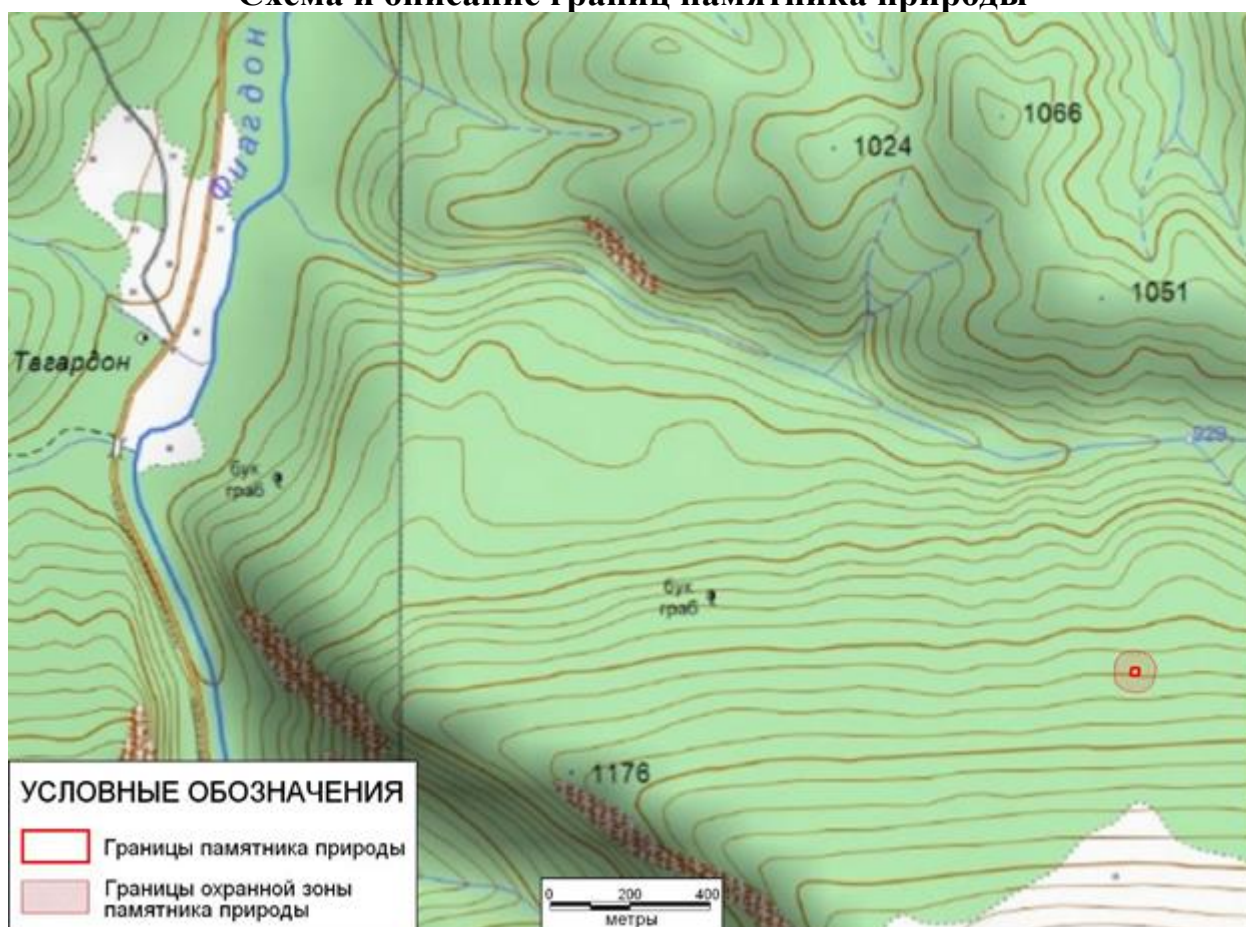 Схема и описание границ памятника природы
Фиагдон
1066
1024
1051
Тагардон
929
бук
граб
бук
граб
1176
УСЛОВНЫЕ ОБОЗНАЧЕНИЯ
Границы памятника природы
Границы охранной зоны
памятника природы
0 200 400
метры